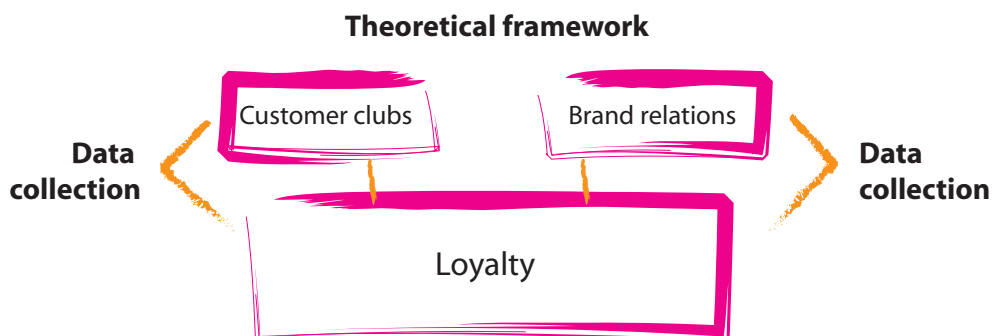 Theoretical framework
Customer clubs
Brand relations
Data
collection
Data
collection
Loyalty